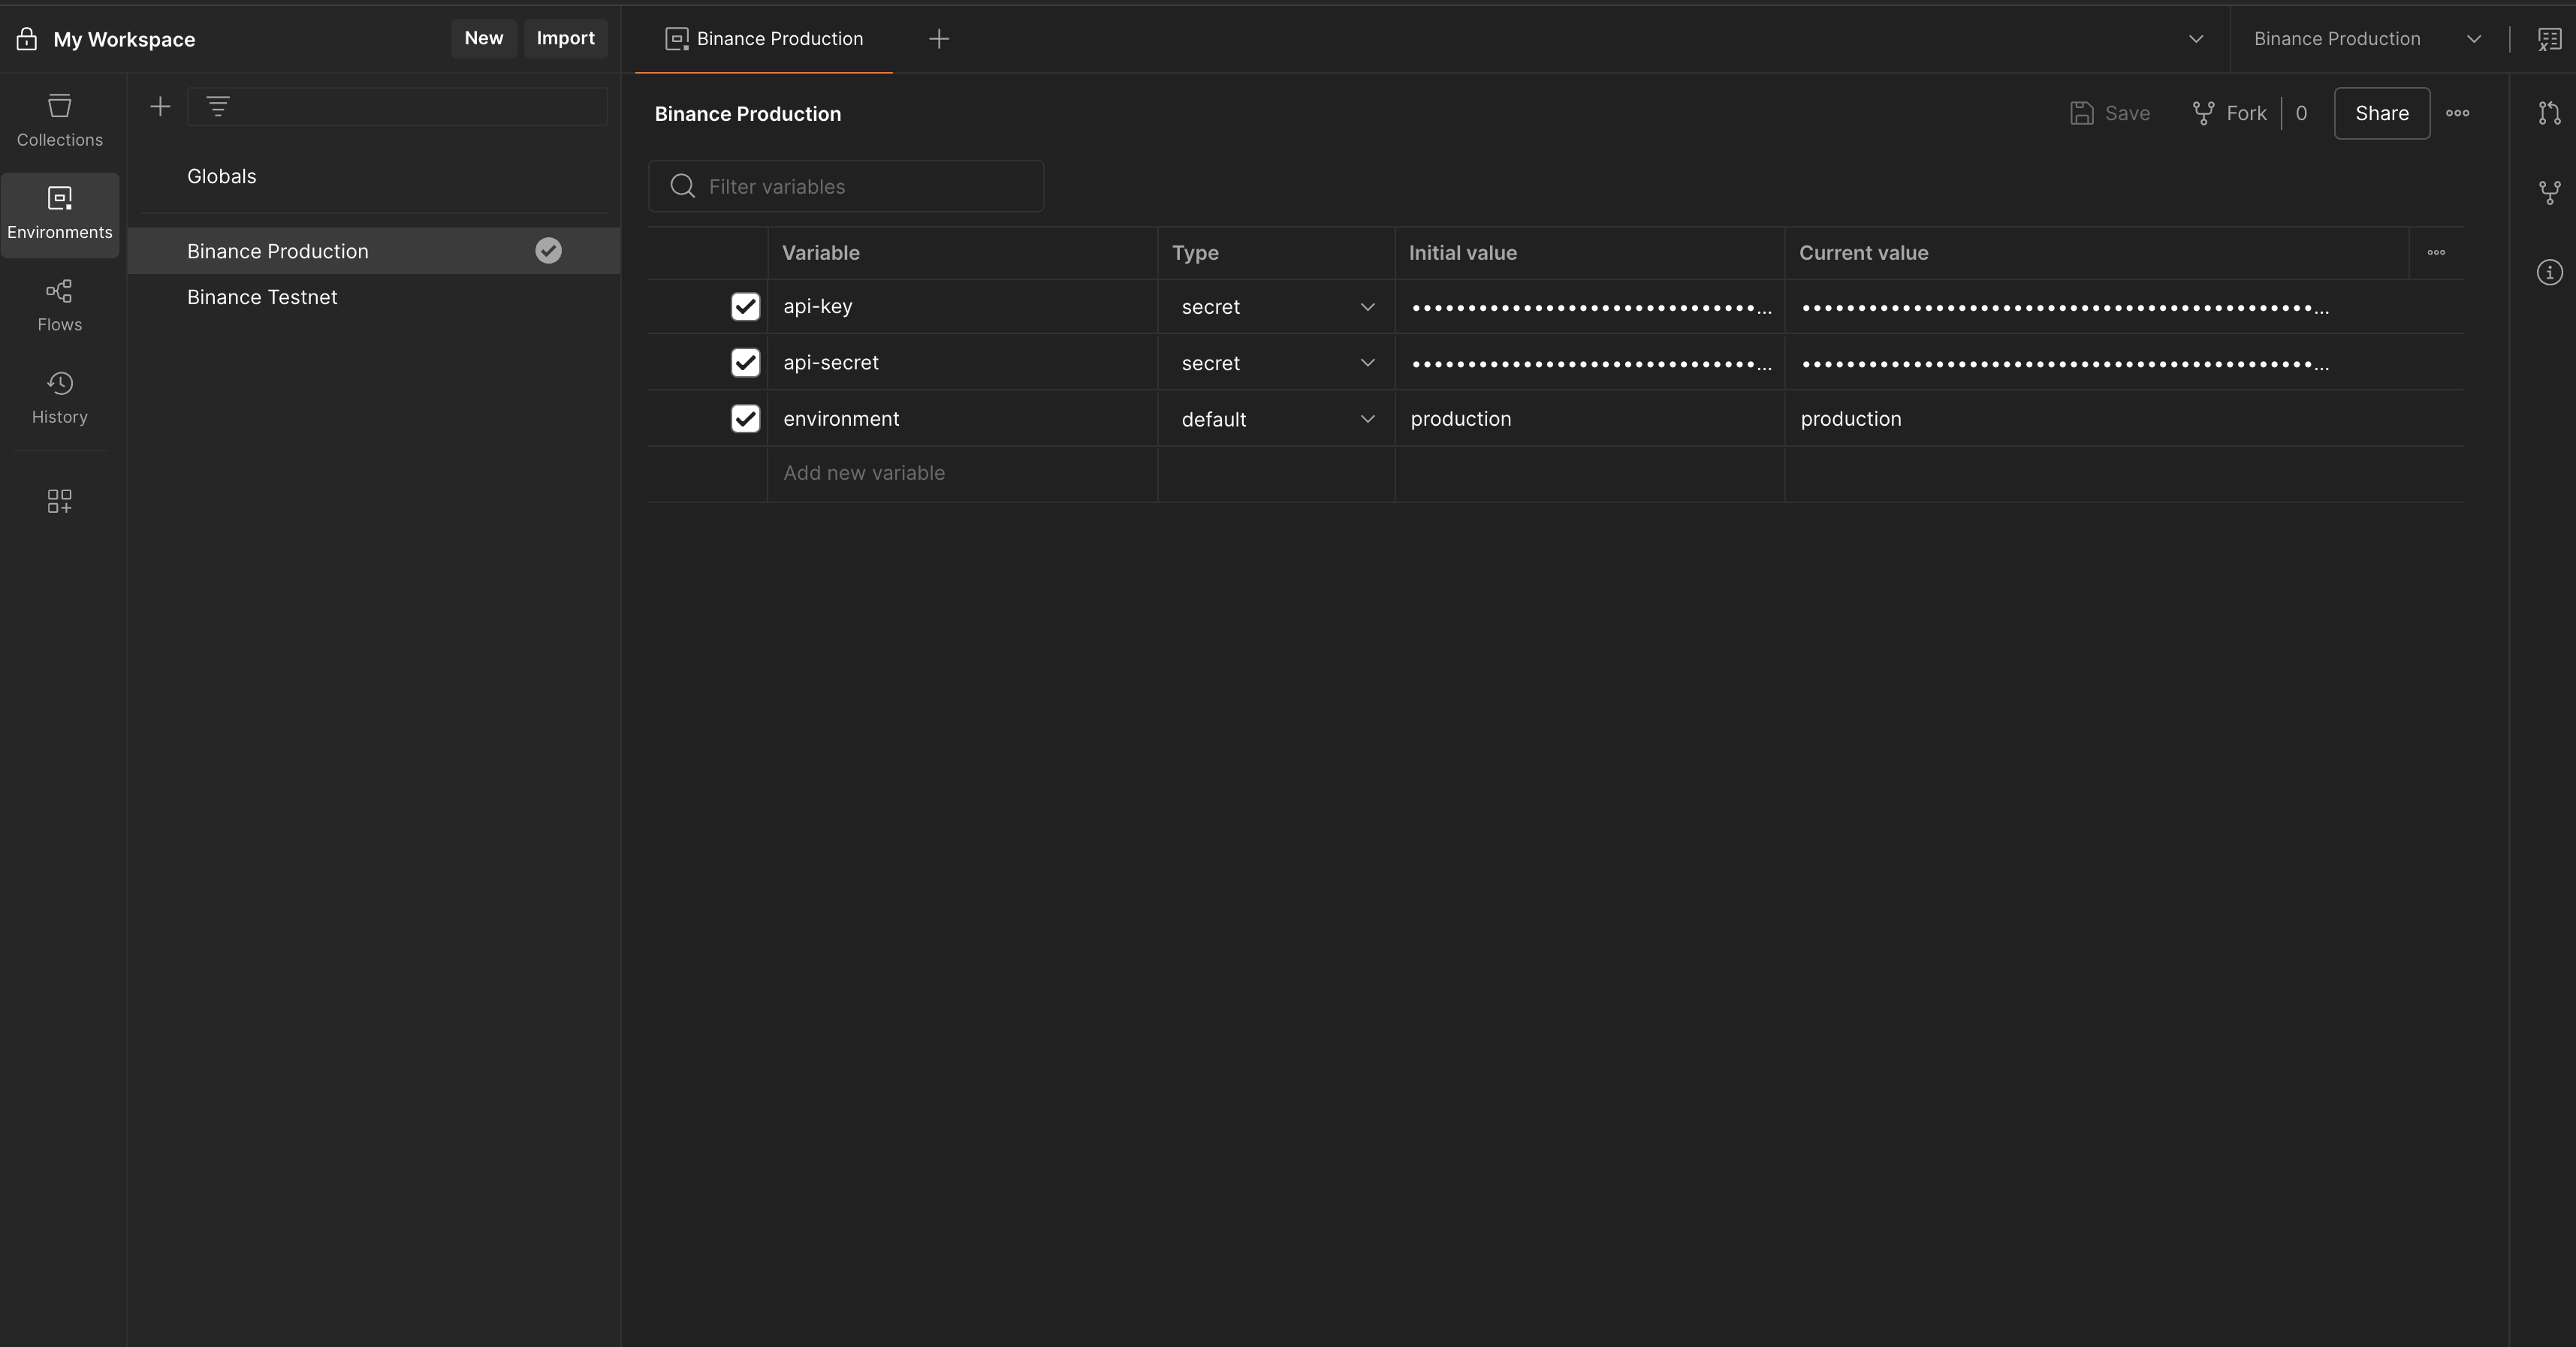 My Workspace New Import
Binance Production
Binance Production
Collections
Environments
Flows
History
Globals
Binance Production
Binance Testnet
Binance Production
Save Fork 0 Share
Filter variables
Variable Type Initial value Current value
api-key secret ••••••••••••••••••••••••••••••• ... ••••••••••••••••••••••••••••••••••••••••••••••...
api-secret secret ••••••••••••••••••••••••••••••• ... ••••••••••••••••••••••••••••••••••••••••••••••...
environment default production production
Add new variable